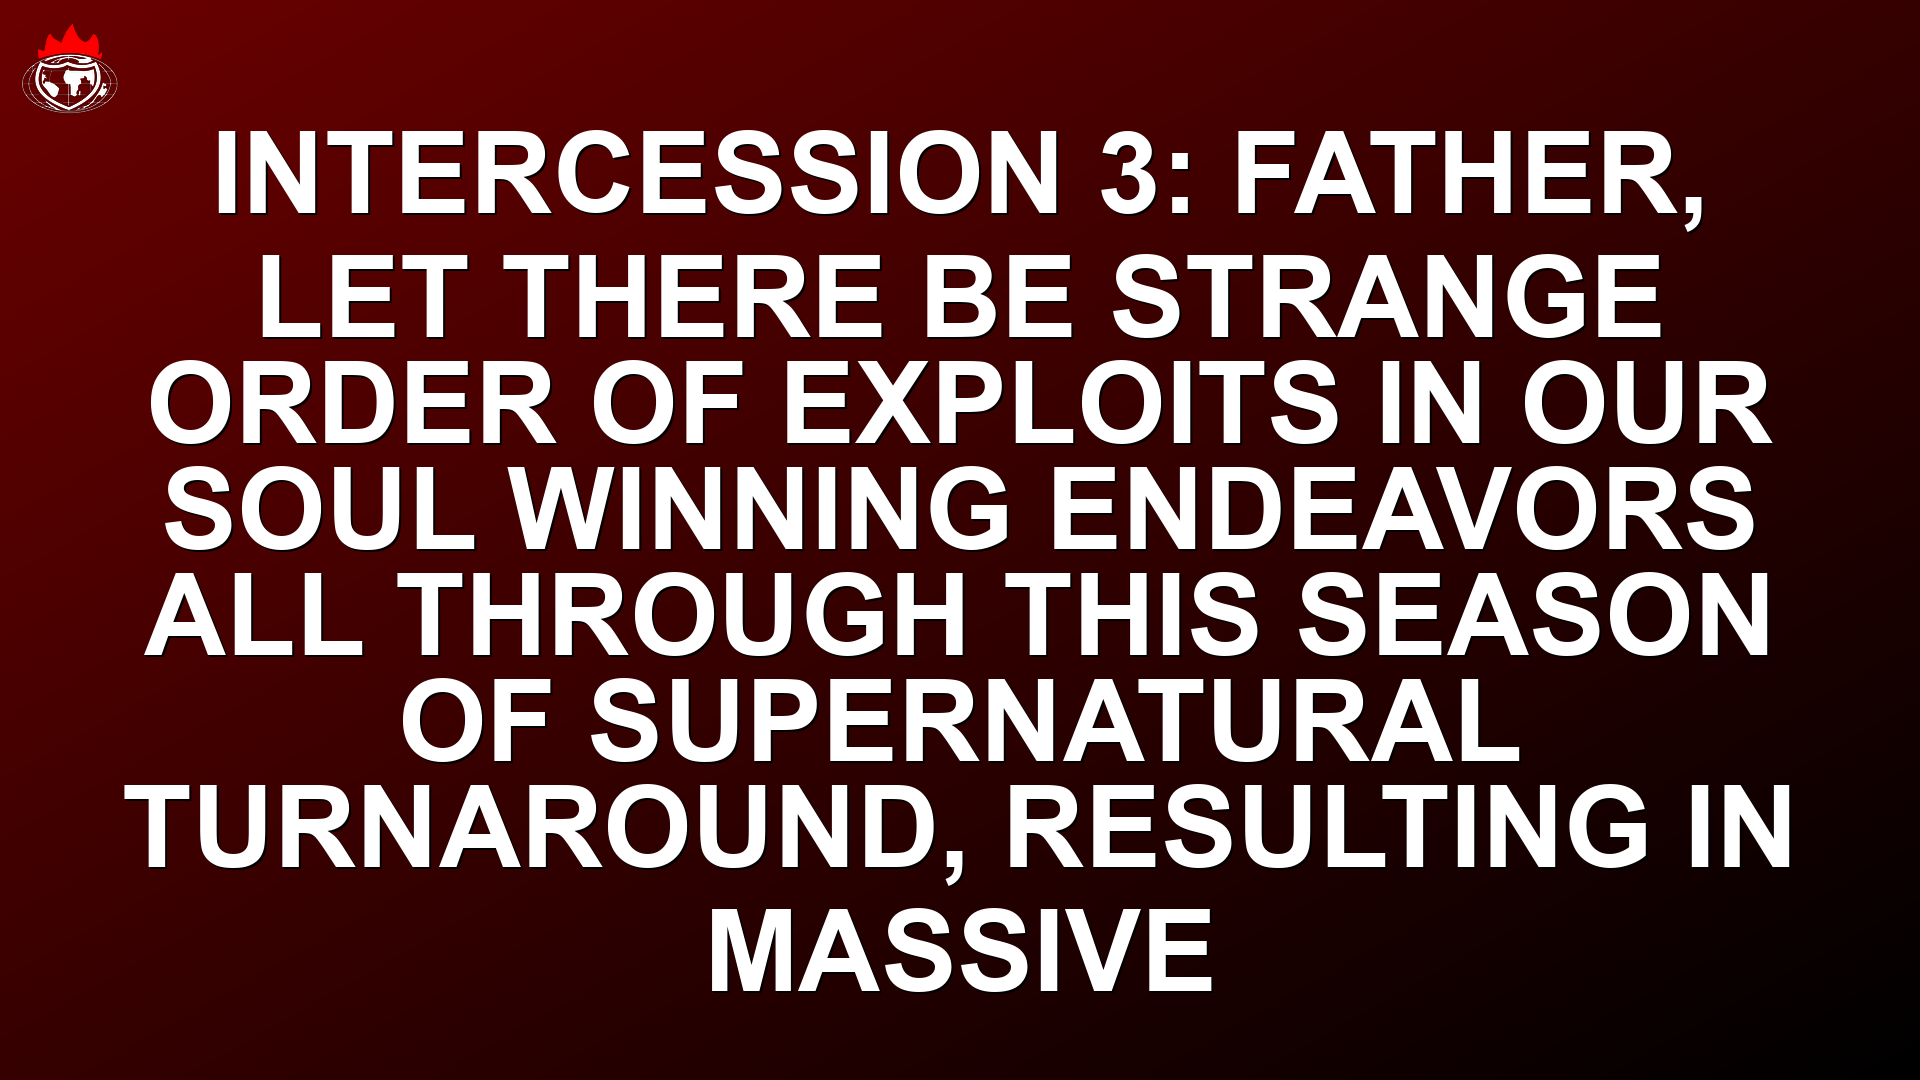 INTERCESSION 3: FATHER,
LET THERE BE STRANGE
ORDER OF EXPLOITS IN OUR
SOUL WINNING ENDEAVORS
ALL THROUGH THIS SEASON
OF SUPERNATURAL
TURNAROUND, RESULTING IN
MASSIVE